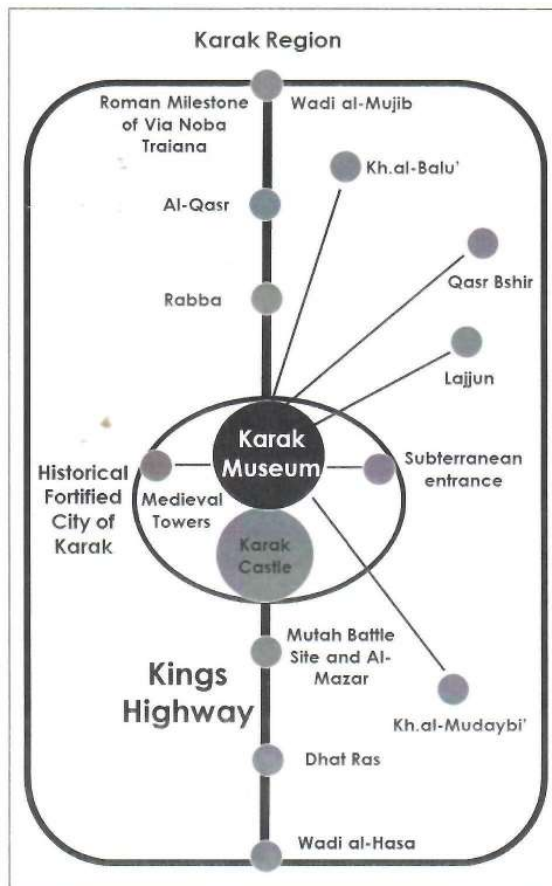 Karak Region
Roman Milestone
of Via Noba
Traiana
Wadi al-Mujib
Kh.al-Balu'
Al-Qasr
Qasr Bshir
Rabba
Lajjun
Karak
Museum
Historical
Fortified
City of
Karak
Medieval
Towers
Subterranean
entrance
Karak
Castle
Mutah Battle
Site and Al-
Mazar
Kings
Highway
Kh.al-Mudaybi'
Dhat Ras
Wadi al-Hasa